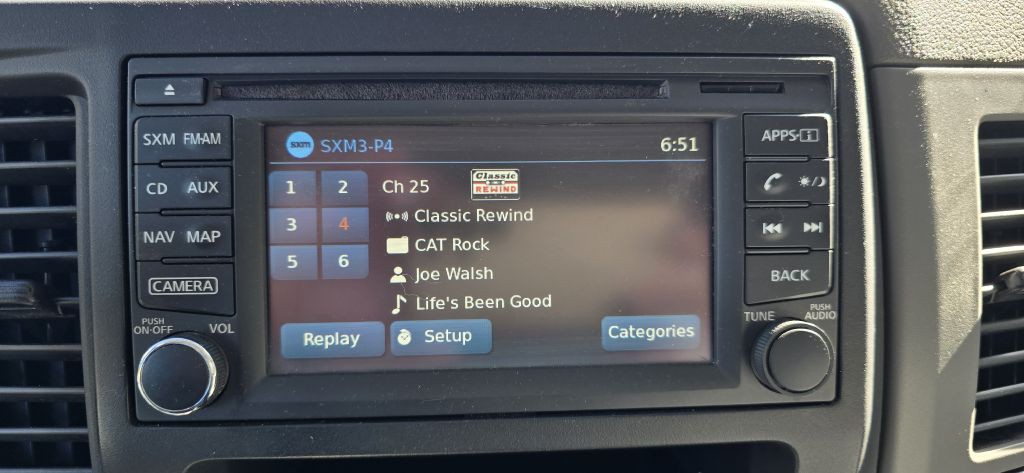 SXM FM·AM
CD AUX
NAV MAP
CAMERA
PUSH
ON·OFF
VOL
sxm SXM3-P4 6:51
1 2
3 4
5 6
Ch 25
Classic
REWIND
Classic Rewind
CAT Rock
Joe Walsh
Life's Been Good
Replay
Setup
Categories
APPS·i
BACK
TUNE
PUSH
AUDIO